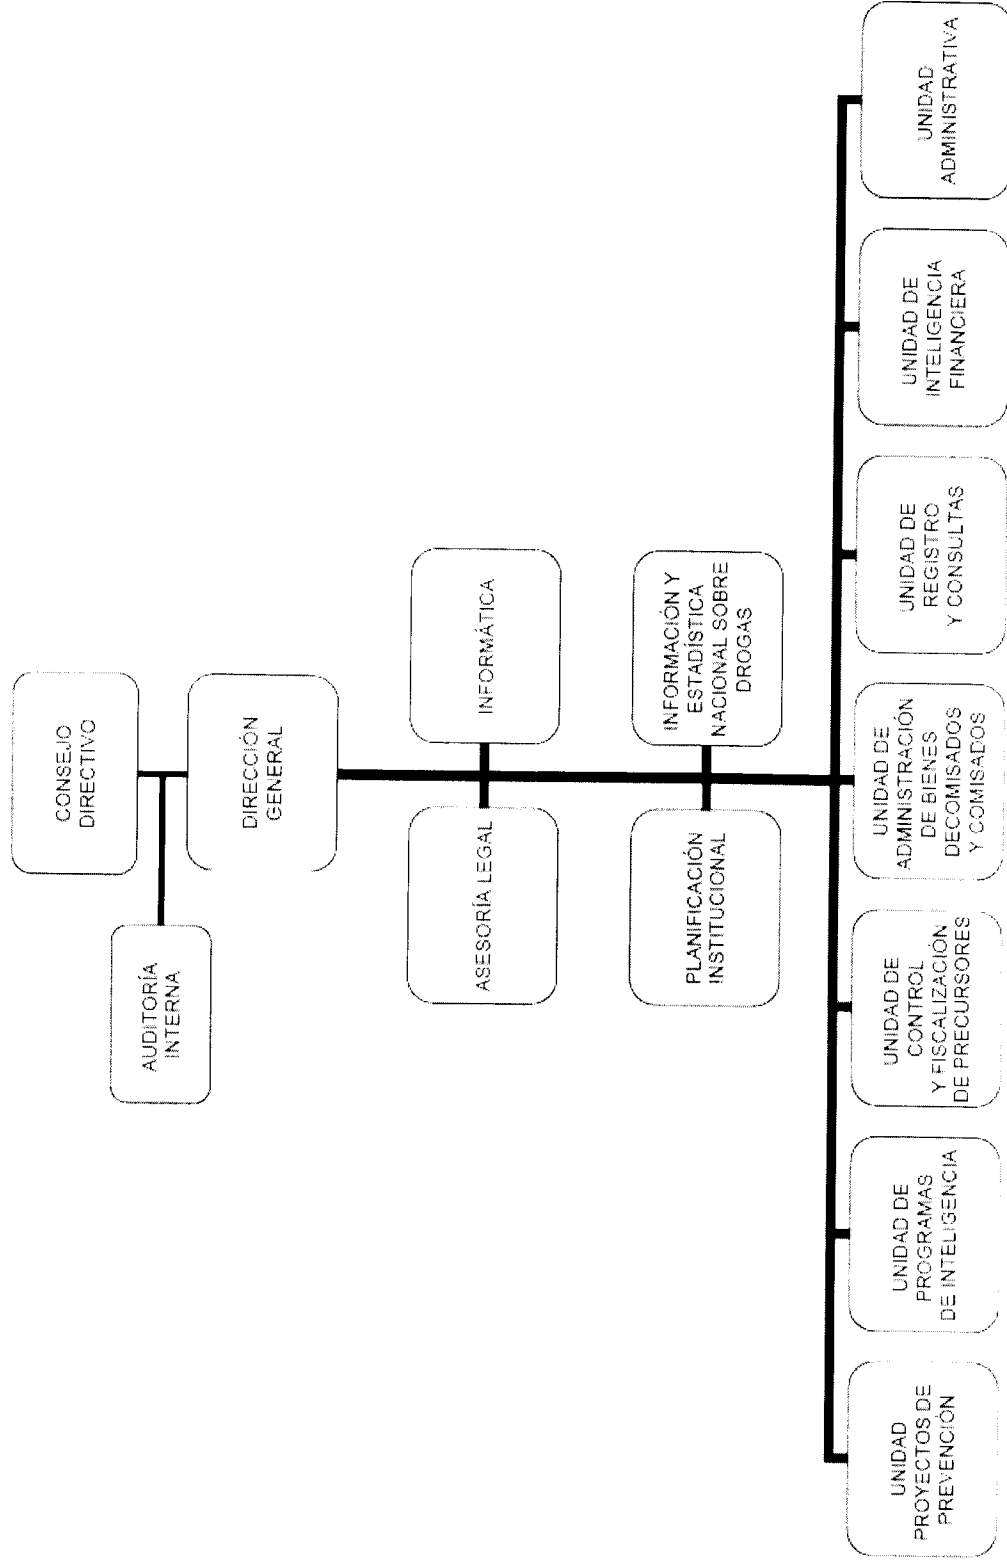 CONSEJO
DIRECTIVO
AUDITORÍA
INTERNA
DIRECCIÓN
GENERAL
ASESORÍA LEGAL
INFORMÁTICA
PLANIFICACIÓN
INSTITUCIONAL
INFORMACIÓN Y
ESTADÍSTICA
NACIONAL SOBRE
DROGAS
UNIDAD
PROYECTOS DE
PREVENCIÓN
UNIDAD DE
PROGRAMAS
DE INTELIGENCIA
UNIDAD DE
CONTROL
Y FISCALIZACIÓN
DE PRECURSORES
UNIDAD DE
ADMINISTRACIÓN
DE BIENES
DECOMISADOS
Y COMISADOS
UNIDAD DE
REGISTRO
Y CONSULTAS
UNIDAD DE
INTELIGENCIA
FINANCIERA
UNIDAD
ADMINISTRATIVA